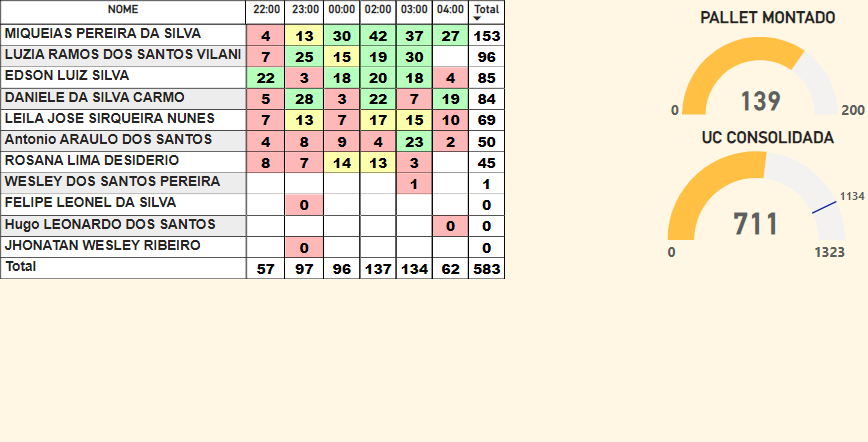 NOME 22:00 23:00 00:00 02:00 03:00 04:00 Total
MIQUEIAS PEREIRA DA SILVA 4 13 30 42 37 27 153
LUZIA RAMOS DOS SANTOS VILANI 7 25 15 19 30 96
EDSON LUIZ SILVA 22 3 18 20 18 4 85
DANIELE DA SILVA CARMO 5 28 3 22 7 19 84
LEILA JOSE SIRQUEIRA NUNES 7 13 7 17 15 10 69
Antonio ARAULO DOS SANTOS 4 8 9 4 23 2 50
ROSANA LIMA DESIDERIO 8 7 14 13 3 45
WESLEY DOS SANTOS PEREIRA 1 1
FELIPE LEONEL DA SILVA 0 0
Hugo LEONARDO DOS SANTOS 0 0
JHONATAN WESLEY RIBEIRO 0 0
Total 57 97 96 137 134 62 583
PALLET MONTADO
139
0 200
UC CONSOLIDADA
1134
711
0 1323